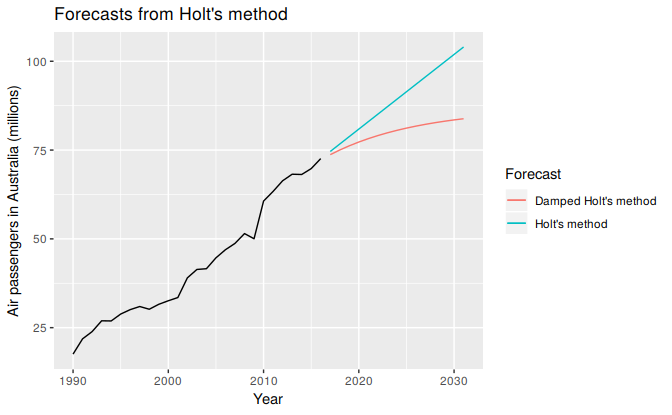 Forecasts from Holt's method
Air passengers in Australia (millions)
100
75
50
25
1990
2000
2010
2020
2030
Year
Forecast
Damped Holt's method
Holt's method